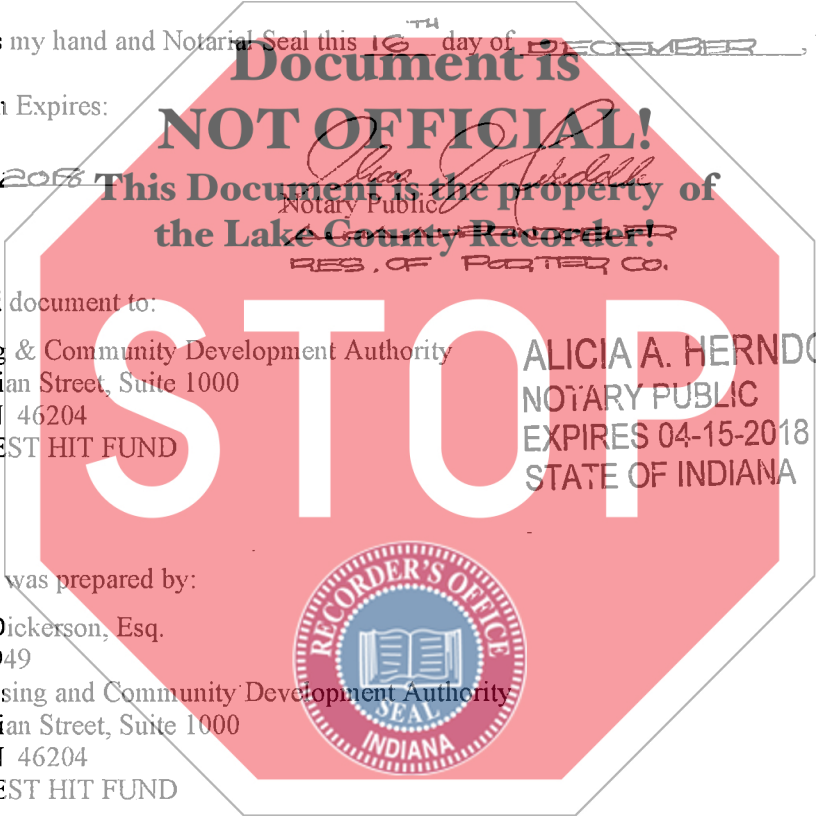 s my hand and Notarial Seal this 16TH day of DECEMBER,
Document is
n Expires:
NOT OFFICIAL!
2018
This Document is the property of
Notary Public
the Lake County Recorder!
RES. OF PORTER CO.
STOP
document to:
g & Community Development Authority
ian Street, Suite 1000
46204
EST HIT FUND
ALICIA A. HERNDO
NOTARY PUBLIC
EXPIRES 04-15-2018
STATE OF INDIANA
was prepared by:
Dickerson, Esq.
949
sing and Community Development Authority
ian Street, Suite 1000
46204
EST HIT FUND
RECORDER'S OFFICE
SEAL
INDIANA